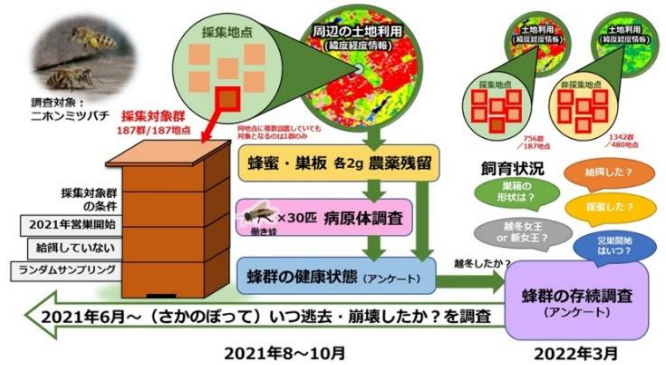 調査対象：
ニホンミツバチ
採集地点
周辺の土地利用
(緯度経度情報)
採集対象群
187群/187地点
同地点に複数設置していても
対象となるのは1群のみ
採集対象群
の条件
2021年営巣開始
給餌していない
ランダムサンプリング
蜂蜜・巣板 各2g 農薬残留
働き蜂
×30匹 病原体調査
蜂群の健康状態 (アンケート)
土地利用
(緯度経度情報)
土地利用
(緯度経度情報)
採集地点
非採集地点
756群
/187地点
1342群
/480地点
飼育状況
給餌した？
巣箱の
形状は？
採蜜した？
越冬女王
or 新女王？
営巣開始
はいつ？
越冬したか？
蜂群の存続調査
(アンケート)
2021年6月～（さかのぼって）いつ逃去・崩壊したか？を調査
2021年8～10月
2022年3月